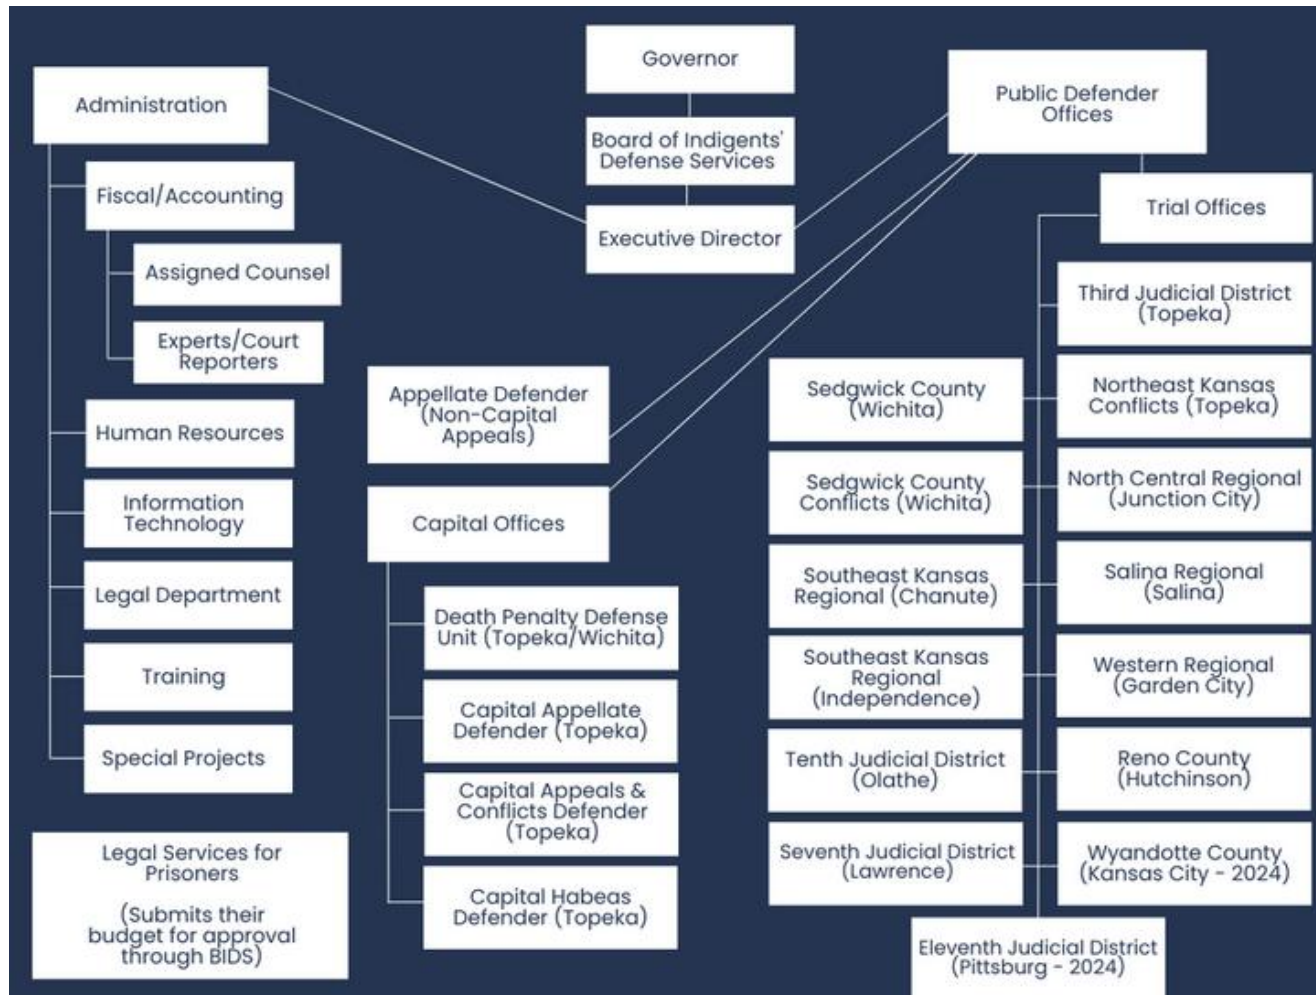 Governor
Board of Indigents'
Defense Services
Executive Director
Administration
Fiscal/Accounting
Assigned Counsel
Experts/Court
Reporters
Human Resources
Information
Technology
Legal Department
Training
Special Projects
Legal Services for
Prisoners
(Submits their
budget for approval
through BIDS)
Appellate Defender
(Non-Capital
Appeals)
Capital Offices
Death Penalty Defense
Unit (Topeka/Wichita)
Capital Appellate
Defender (Topeka)
Capital Appeals &
Conflicts Defender
(Topeka)
Capital Habeas
Defender (Topeka)
Public Defender
Offices
Trial Offices
Third Judicial District
(Topeka)
Sedgwick County
(Wichita)
Northeast Kansas
Conflicts (Topeka)
Sedgwick County
Conflicts (Wichita)
North Central Regional
(Junction City)
Southeast Kansas
Regional (Chanute)
Salina Regional
(Salina)
Southeast Kansas
Regional
(Independence)
Western Regional
(Garden City)
Tenth Judicial District
(Olathe)
Reno County
(Hutchinson)
Seventh Judicial District
(Lawrence)
Wyandotte County
(Kansas City - 2024)
Eleventh Judicial District
(Pittsburg - 2024)